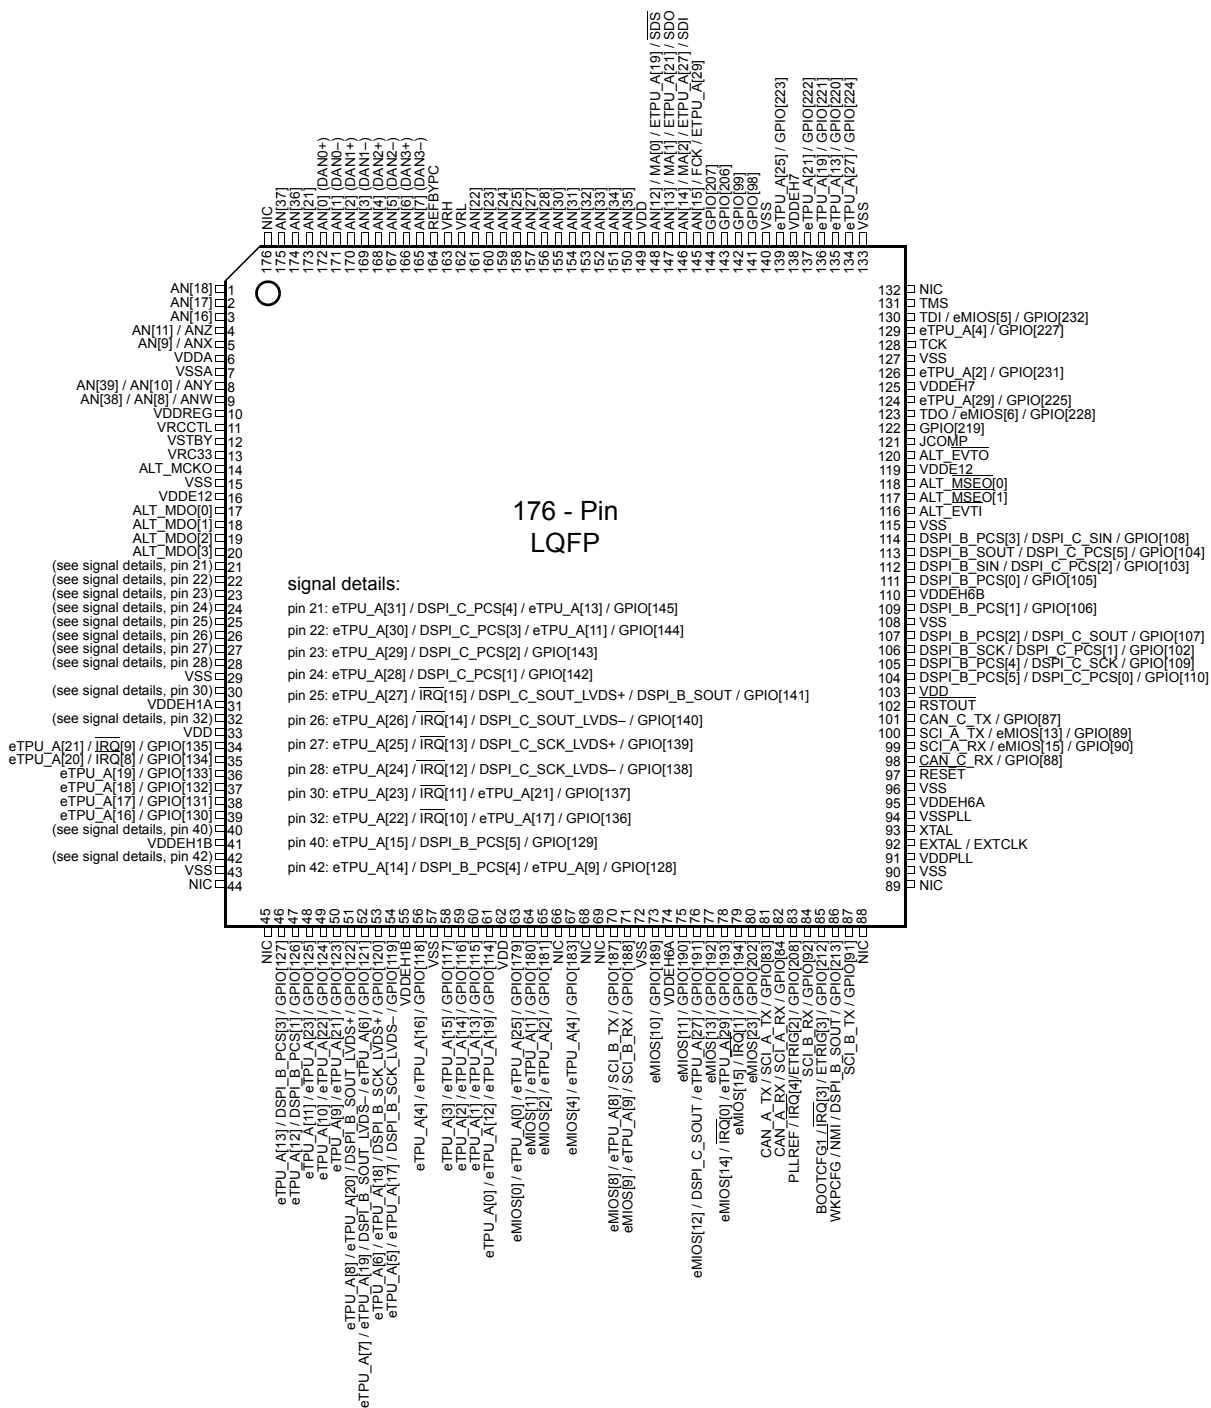 AN[18] 1
AN[17] 2
AN[16] 3
AN[11] / ANZ 4
AN[9] / ANX 5
VDDA 6
VSSA 7
AN[39] / AN[10] / ANY 8
AN[38] / AN[8] / ANW 9
VDDREG 10
VRCCTL 11
VSTBY 12
VRC33 13
ALT_MCKO 14
VSS 15
VDDE12 16
ALT_MDO[0] 17
ALT_MDO[1] 18
ALT_MDO[2] 19
ALT_MDO[3] 20
(see signal details, pin 21) 21
(see signal details, pin 22) 22
(see signal details, pin 23) 23
(see signal details, pin 24) 24
(see signal details, pin 25) 25
(see signal details, pin 26) 26
(see signal details, pin 27) 27
(see signal details, pin 28) 28
VSS 29
(see signal details, pin 30) 30
VDDEH1A 31
(see signal details, pin 32) 32
VDD 33
eTPU_A[21] / IRQ[9] / GPIO[135] 34
eTPU_A[20] / IRQ[8] / GPIO[134] 35
eTPU_A[19] / GPIO[133] 36
eTPU_A[18] / GPIO[132] 37
eTPU_A[17] / GPIO[131] 38
eTPU_A[16] / GPIO[130] 39
(see signal details, pin 40) 40
VDDEH1B 41
(see signal details, pin 42) 42
VSS 43
NIC 44
176 NIC
175 AN[37]
174 AN[36]
173 AN[21]
172 AN[0] (DAN0+)
171 AN[1] (DAN0–)
170 AN[2] (DAN1+)
169 AN[3] (DAN1–)
168 AN[4] (DAN2+)
167 AN[5] (DAN2–)
166 AN[6] (DAN3+)
165 AN[7] (DAN3–)
164 REFBYPC
163 VRH
162 VRL
161 AN[22]
160 AN[23]
159 AN[24]
158 AN[25]
157 AN[27]
156 AN[28]
155 AN[30]
154 AN[31]
153 AN[32]
152 AN[33]
151 AN[34]
150 AN[35]
149 VDD
148 AN[12] / MA[0] / ETPU_A[19] / SDS
147 AN[13] / MA[1] / ETPU_A[21] / SDO
146 AN[14] / MA[2] / ETPU_A[27] / SDI
145 AN[15] / FCK / ETPU_A[29]
144 GPIO[207]
143 GPIO[206]
142 GPIO[99]
141 GPIO[98]
140 VSS
139 eTPU_A[25] / GPIO[223]
138 VDDEH7
137 eTPU_A[21] / GPIO[222]
136 eTPU_A[19] / GPIO[221]
135 eTPU_A[13] / GPIO[220]
134 eTPU_A[27] / GPIO[224]
133 VSS
176 - Pin
LQFP
signal details:
pin 21: eTPU_A[31] / DSPI_C_PCS[4] / eTPU_A[13] / GPIO[145]
pin 22: eTPU_A[30] / DSPI_C_PCS[3] / eTPU_A[11] / GPIO[144]
pin 23: eTPU_A[29] / DSPI_C_PCS[2] / GPIO[143]
pin 24: eTPU_A[28] / DSPI_C_PCS[1] / GPIO[142]
pin 25: eTPU_A[27] / IRQ[15] / DSPI_C_SOUT_LVDS+ / DSPI_B_SOUT / GPIO[141]
pin 26: eTPU_A[26] / IRQ[14] / DSPI_C_SOUT_LVDS– / GPIO[140]
pin 27: eTPU_A[25] / IRQ[13] / DSPI_C_SCK_LVDS+ / GPIO[139]
pin 28: eTPU_A[24] / IRQ[12] / DSPI_C_SCK_LVDS– / GPIO[138]
pin 30: eTPU_A[23] / IRQ[11] / eTPU_A[21] / GPIO[137]
pin 32: eTPU_A[22] / IRQ[10] / eTPU_A[17] / GPIO[136]
pin 40: eTPU_A[15] / DSPI_B_PCS[5] / GPIO[129]
pin 42: eTPU_A[14] / DSPI_B_PCS[4] / eTPU_A[9] / GPIO[128]
132 NIC
131 TMS
130 TDI / eMIOS[5] / GPIO[232]
129 eTPU_A[4] / GPIO[227]
128 TCK
127 VSS
126 eTPU_A[2] / GPIO[231]
125 VDDEH7
124 eTPU_A[29] / GPIO[225]
123 TDO / eMIOS[6] / GPIO[228]
122 GPIO[219]
121 JCOMP
120 ALT_EVTO
119 VDDE12
118 ALT_MSEO[0]
117 ALT_MSEO[1]
116 ALT_EVTI
115 VSS
114 DSPI_B_PCS[3] / DSPI_C_SIN / GPIO[108]
113 DSPI_B_SOUT / DSPI_C_PCS[5] / GPIO[104]
112 DSPI_B_SIN / DSPI_C_PCS[2] / GPIO[103]
111 DSPI_B_PCS[0] / GPIO[105]
110 VDDEH6B
109 DSPI_B_PCS[1] / GPIO[106]
108 VSS
107 DSPI_B_PCS[2] / DSPI_C_SOUT / GPIO[107]
106 DSPI_B_SCK / DSPI_C_PCS[1] / GPIO[102]
105 DSPI_B_PCS[4] / DSPI_C_SCK / GPIO[109]
104 DSPI_B_PCS[5] / DSPI_C_PCS[0] / GPIO[110]
103 VDD
102 RSTOUT
101 CAN_C_TX / GPIO[87]
100 SCI_A_TX / eMIOS[13] / GPIO[89]
99 SCI_A_RX / eMIOS[15] / GPIO[90]
98 CAN_C_RX / GPIO[88]
97 RESET
96 VSS
95 VDDEH6A
94 VSSPLL
93 XTAL
92 EXTAL / EXTCLK
91 VDDPLL
90 VSS
89 NIC
NIC 45
eTPU_A[13] / DSPI_B_PCS[3] / GPIO[127] 46
eTPU_A[12] / DSPI_B_PCS[1] / GPIO[126] 47
eTPU_A[11] / eTPU_A[23] / GPIO[125] 48
eTPU_A[10] / eTPU_A[22] / GPIO[124] 49
eTPU_A[9] / eTPU_A[21] / GPIO[123] 50
eTPU_A[8] / eTPU_A[20] / DSPI_B_SOUT_LVDS+ / GPIO[122] 51
eTPU_A[7] / eTPU_A[19] / DSPI_B_SOUT_LVDS– / eTPU_A[6] / GPIO[121] 52
eTPU_A[6] / eTPU_A[18] / DSPI_B_SCK_LVDS+ / GPIO[120] 53
eTPU_A[5] / eTPU_A[17] / DSPI_B_SCK_LVDS– / GPIO[119] 54
VDDEH1B 55
eTPU_A[4] / eTPU_A[16] / GPIO[118] 56
VSS 57
eTPU_A[3] / eTPU_A[15] / GPIO[117] 58
eTPU_A[2] / eTPU_A[14] / GPIO[116] 59
eTPU_A[1] / eTPU_A[13] / GPIO[115] 60
eTPU_A[0] / eTPU_A[12] / eTPU_A[19] / GPIO[114] 61
VDD 62
eMIOS[0] / eTPU_A[0] / eTPU_A[25] / GPIO[179] 63
eMIOS[1] / eTPU_A[1] / GPIO[180] 64
eMIOS[2] / eTPU_A[2] / GPIO[181] 65
NIC 66
eMIOS[4] / eTPU_A[4] / GPIO[183] 67
NIC 68
NIC 69
eMIOS[8] / eTPU_A[8] / SCI_B_TX / GPIO[187] 70
eMIOS[9] / eTPU_A[9] / SCI_B_RX / GPIO[188] 71
VSS 72
eMIOS[10] / GPIO[189] 73
VDDEH6A 74
eMIOS[11] / GPIO[190] 75
eMIOS[12] / DSPI_C_SOUT / eTPU_A[27] / GPIO[191] 76
eMIOS[13] / GPIO[192] 77
eMIOS[14] / IRQ[0] / eTPU_A[29] / GPIO[193] 78
eMIOS[15] / IRQ[1] / GPIO[194] 79
eMIOS[23] / GPIO[202] 80
CAN_A_TX / SCI_A_TX / GPIO[83] 81
CAN_A_RX / SCI_A_RX / GPIO[84 82
PLLREF / IRQ[4]/ETRIG[2] / GPIO[208] 83
SCI_B_RX / GPIO[92] 84
BOOTCFG1 / IRQ[3] / ETRIG[3] / GPIO[212] 85
WKPCFG / NMI / DSPI_B_SOUT / GPIO[213] 86
SCI_B_TX / GPIO[91] 87
NIC 88